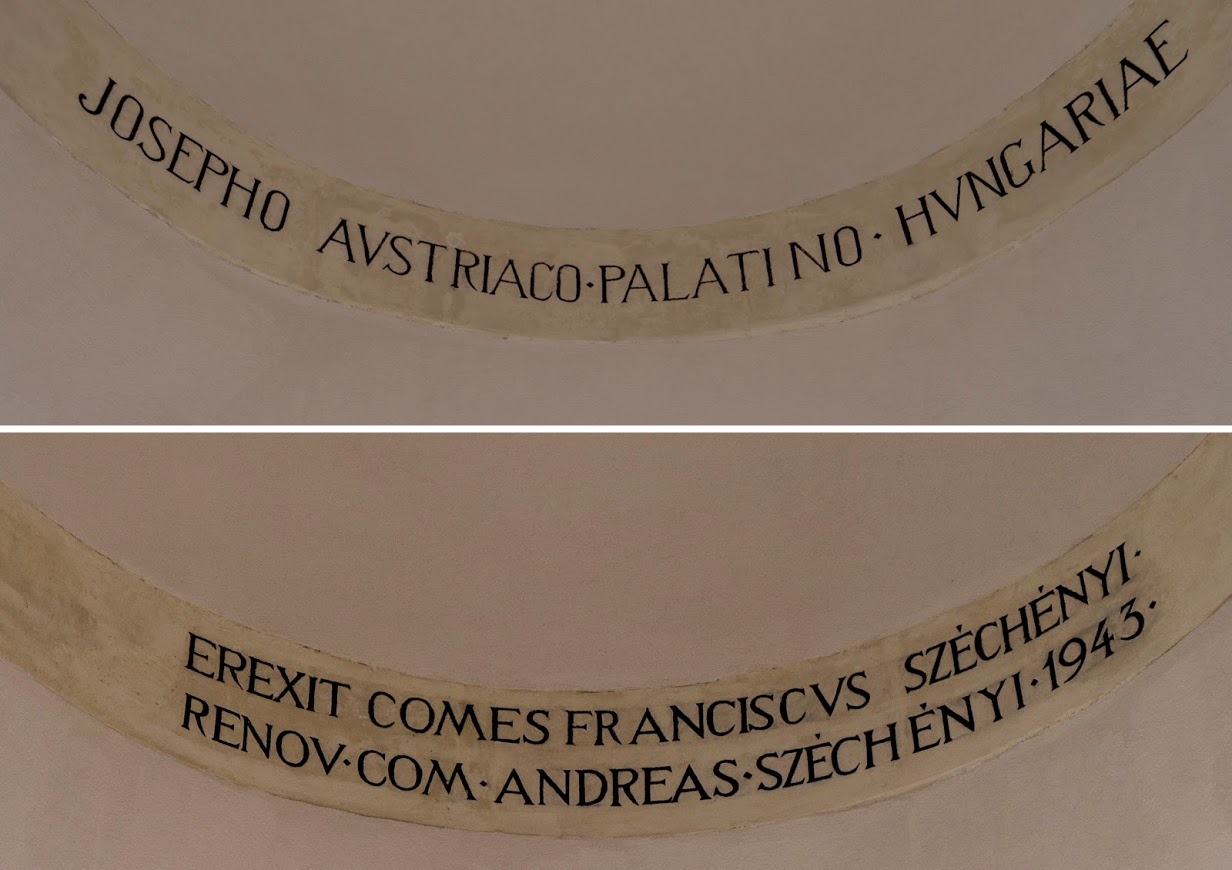 JOSEPHO AVSTRIACO·PALATINO·HVNGARIAE
EREXIT COMES FRANCISCVS SZÉCHÉNYI·
RENOV·COM·ANDREAS·SZÉCHÉNYI·1943·